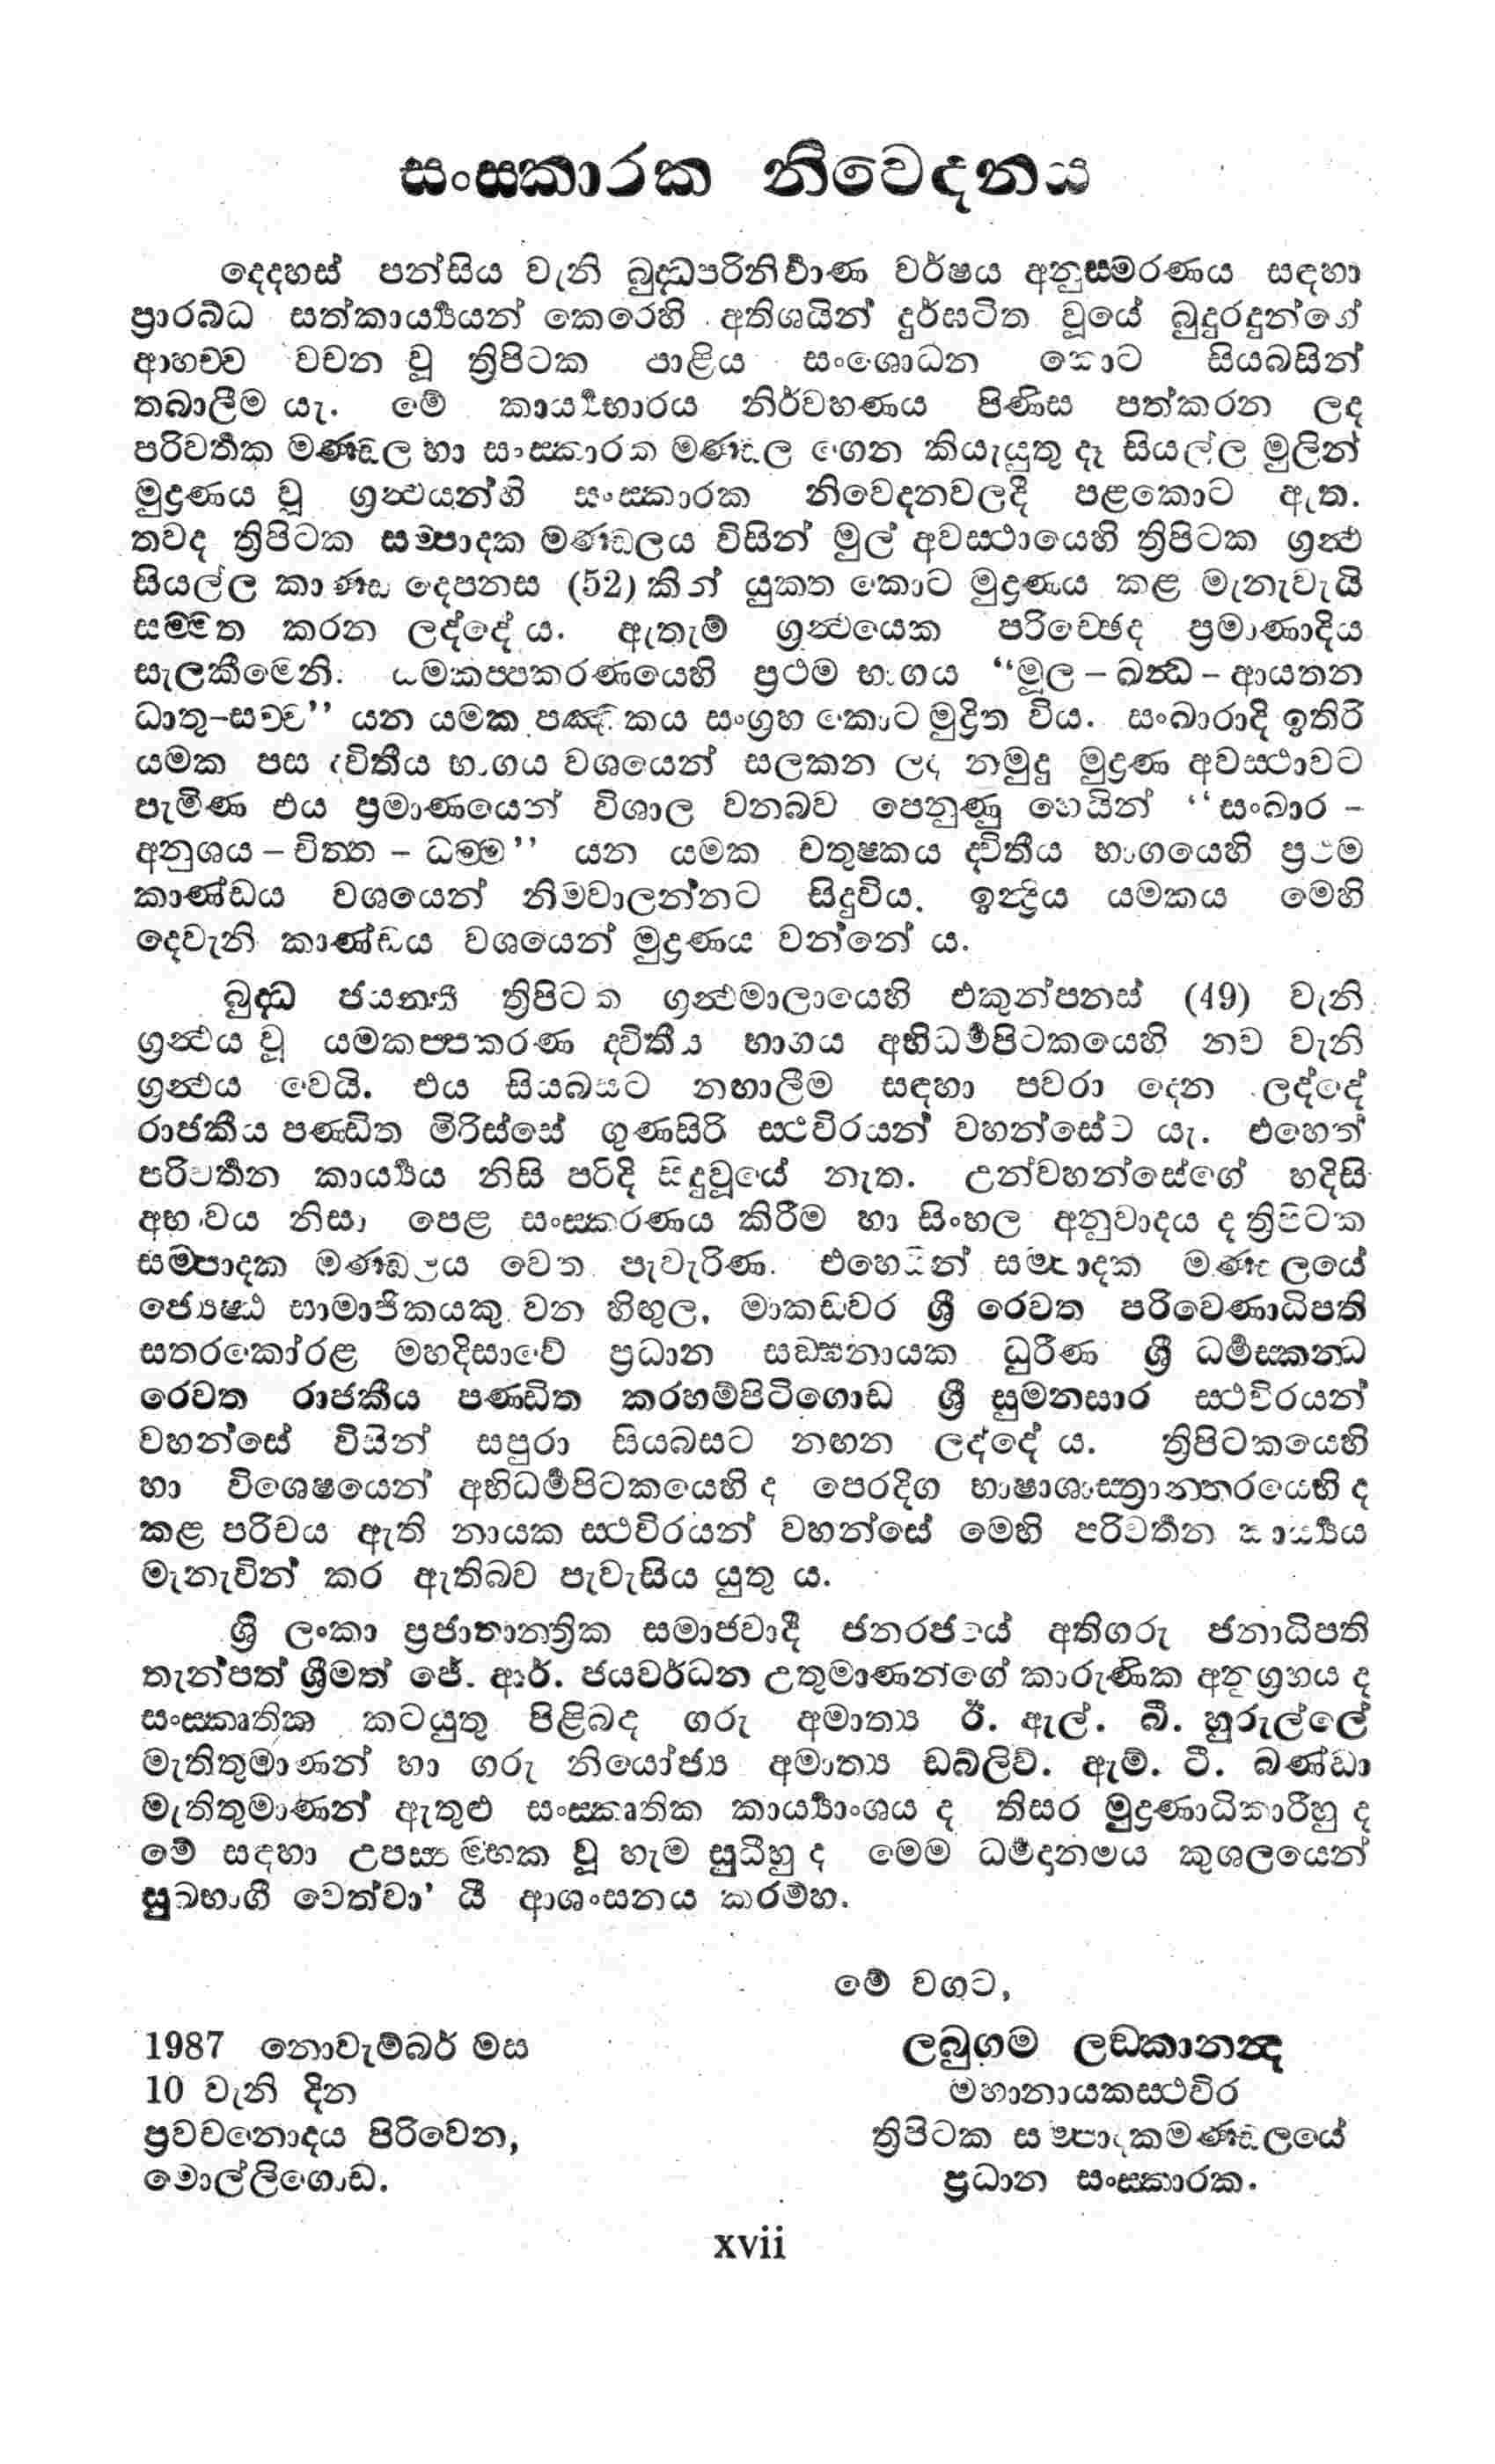 සංසකාරක නිවෙදනය
දෙදහස් පන්සිය වැනි බුද්ධපරිනිර්වාණ වර්ෂය අනුසමරණය සඳහා
ප්‍රාරබ්ධ සත්කාර්‍ය්‍යයන් කෙරෙහි අතිශයින් දුර්ඝටිත වූයේ බුදුරදුන්ගේ
ආහච්ච වචන වූ ත්‍රිපිටක පාළිය සංශොධන කොට සියබසින්
තබාලීම යැ. මේ කාර්‍ය්‍යභාරය නිර්වහණය පිණිස පත්කරන ලද
පරිවර්තක මණ්ඩල හා සංස්කාරක මණ්ඩල ගෙන කියැයුතු දෑ සියල්ල මුලින්
මුද්‍රණය වූ ග්‍රන්‍ථයන්හි සංස්කාරක නිවෙදනවලදී පළකොට ඇත.
තවද ත්‍රිපිටක සම්පාදක මණ්ඩලය විසින් මුල් අවස්ථායෙහි ත්‍රිපිටක ග්‍රන්‍ථ
සියල්ල කාණ්ඩ දෙපනස (52) කින් යුක්ත කොට මුද්‍රණය කළ මැනැවැයි
සම්මත කරන ලද්දේ ය. ඇතැම් ග්‍රන්‍ථයෙක පරිච්ඡෙද ප්‍රමාණාදිය
සැලකීමෙනි. යමකප්පකරණයෙහි ප්‍රථම භාගය “මූල – ඛන්‍ධ – ආයතන
ධාතු-සච්ච” යන යමක පඤ්චකය සංග්‍රහ කොට මුද්‍රිත විය. සංඛාරාදි ඉතිරි
යමක පස ද්විතීය භාගය වශයෙන් සලකන ලද නමුදු මුද්‍රණ අවස්ථාවට
පැමිණ එය ප්‍රමාණයෙන් විශාල වනබව පෙනුණු හෙයින් “සංඛාර –
අනුශය – චිත්ත – ධම්ම” යන යමක චතුෂ්කය ද්විතීය භාගයෙහි ප්‍රථම
කාණ්ඩය වශයෙන් නිමවාලන්නට සිදුවිය. ඉන්‍ද්‍රිය යමකය මෙහි
දෙවැනි කාණ්ඩය වශයෙන් මුද්‍රණය වන්නේ ය.
බුද්ධ ජයන්තී ත්‍රිපිටක ග්‍රන්‍ථමාලායෙහි එකුන්පනස් (49) වැනි
ග්‍රන්‍ථය වූ යමකප්පකරණ ද්විතීය භාගය අභිධර්මපිටකයෙහි නව වැනි
ග්‍රන්‍ථය වෙයි. එය සියබසට නඟාලීම සඳහා පවරා දෙන ලද්දේ
රාජකීය පණ්ඩිත මිරිස්සේ ගුණසිරි ස්ථවිරයන් වහන්සේට යැ. එහෙත්
පරිවර්තන කාර්‍ය්‍යය නිසි පරිදි සිදුවූයේ නැත. උන්වහන්සේගේ හදිසි
අභාවය නිසා පෙළ සංස්කරණය කිරීම හා සිංහල අනුවාදය ද ත්‍රිපිටක
සම්පාදක මණ්ඩලය වෙත පැවැරිණ. එහෙයින් සම්පාදක මණ්ඩලයේ
ජ්‍යෙෂ්ඨ සාමාජිකයකු වන හිඟුල, මාකඩවර ශ්‍රී රෙවත පරිවෙණාධිපති
සතරකෝරළ මහදිසාවේ ප්‍රධාන සඞ්ඝනායක ධුරීණ ශ්‍රී ධර්මස්කන්ධ
රෙවත රාජකීය පණ්ඩිත කරහම්පිටිගොඩ ශ්‍රී සුමනසාර ස්ථවිරයන්
වහන්සේ විසින් සපුරා සියබසට නඟන ලද්දේ ය. ත්‍රිපිටකයෙහි
හා විශෙෂයෙන් අභිධර්මපිටකයෙහි ද පෙරදිග භාෂාශාස්ත්‍රාන්තරයෙහි ද
කළ පරිචය ඇති නායක ස්ථවිරයන් වහන්සේ මෙහි පරිවර්තන කාර්‍ය්‍යය
මැනැවින් කර ඇතිබව පැවැසිය යුතු ය.
ශ්‍රී ලංකා ප්‍රජාතාන්ත්‍රික සමාජවාදී ජනරජයේ අතිගරු ජනාධිපති
තැන්පත් ශ්‍රීමත් ජේ. ආර්. ජයවර්ධන උතුමාණන්ගේ කාරුණික අනුග්‍රහය ද
සංස්කෘතික කටයුතු පිළිබඳ ගරු අමාත්‍ය ඊ. ඇල්. බී. හුරුල්ලේ
මැතිතුමාණන් හා ගරු නියෝජ්‍ය අමාත්‍ය ඩබ්ලිව්. ඇම්. ටී. බණ්ඩා
මැතිතුමාණන් ඇතුළු සංස්කෘතික කාර්‍ය්‍යාංශය ද තිසර මුද්‍රණාධිකාරීහු ද
මේ සඳහා උපස්තම්භක වූ හැම සුධීහු ද මෙම ධර්මදානමය කුශලයෙන්
සුඛභාගී වෙත්වා’ යී ආශංසනය කරමහ.
මේ වගට,
1987 නොවැම්බර් මස
10 වැනි දින
ප්‍රවචනොදය පිරිවෙන,
මොල්ලිගොඩ.
ලබුගම ලඞ්කානන්‍ද
මහානායකස්ථවිර
ත්‍රිපිටක සම්පාදකමණ්ඩලයේ
ප්‍රධාන සංස්කාරක.
xvii